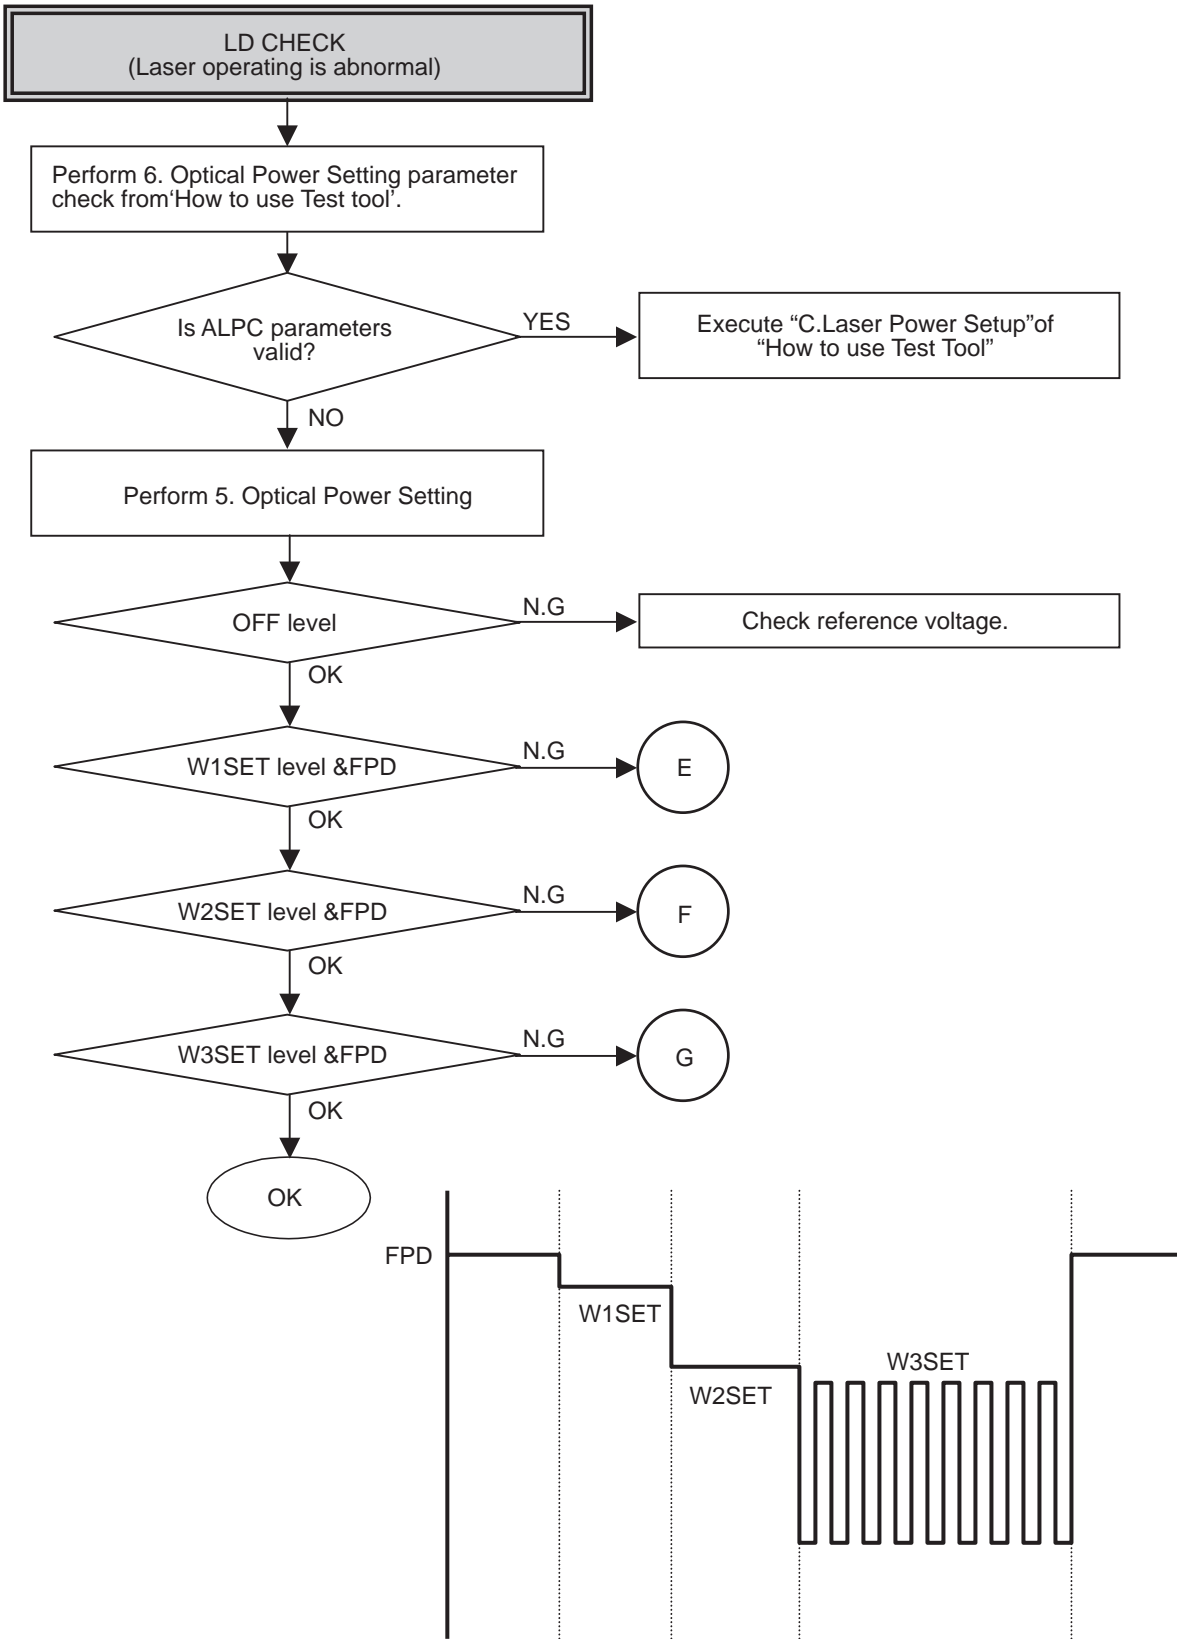 LD CHECK
(Laser operating is abnormal)
Perform 6. Optical Power Setting parameter
check from‘How to use Test tool’.
Is ALPC parameters
valid?
YES
Execute “C.Laser Power Setup”of
“How to use Test Tool”
NO
Perform 5. Optical Power Setting
OFF level
N.G
Check reference voltage.
OK
W1SET level &FPD
N.G
E
OK
W2SET level &FPD
N.G
F
OK
W3SET level &FPD
N.G
G
OK
OK
FPD
W1SET
W2SET
W3SET